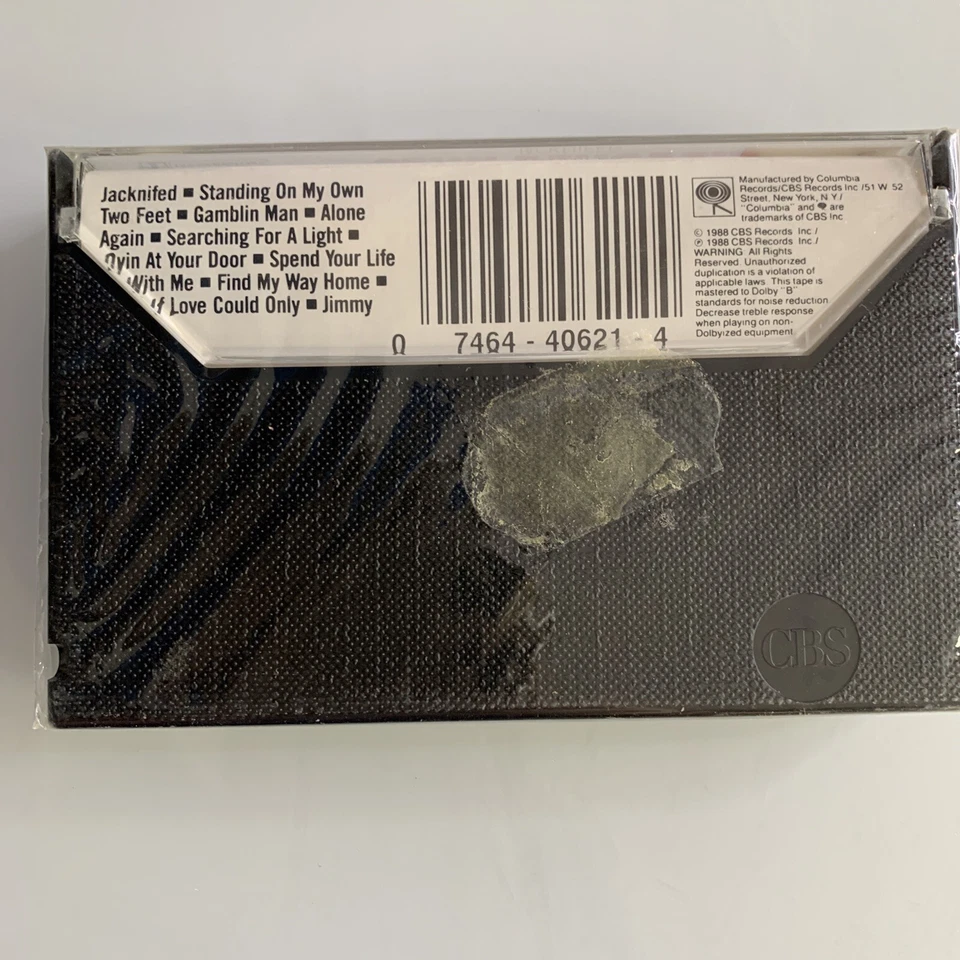 Jacknifed ■ Standing On My Own
Two Feet ■ Gamblin Man ■ Alone
Again ■ Searching For A Light ■
Dyin At Your Door ■ Spend Your Life
With Me ■ Find My Way Home ■
If Love Could Only ■ Jimmy
0 7464 - 40621 - 4
Manufactured by Columbia
Records/CBS Records Inc /51 W 52
Street, New York, N.Y./
"Columbia" and are
trademarks of CBS Inc
© 1988 CBS Records Inc./
℗ 1988 CBS Records Inc./
WARNING: All Rights
Reserved. Unauthorized
duplication is a violation of
applicable laws. This tape is
mastered to Dolby "B"
standards for noise reduction.
Decrease treble response
when playing on non-
Dolbyized equipment.
CBS